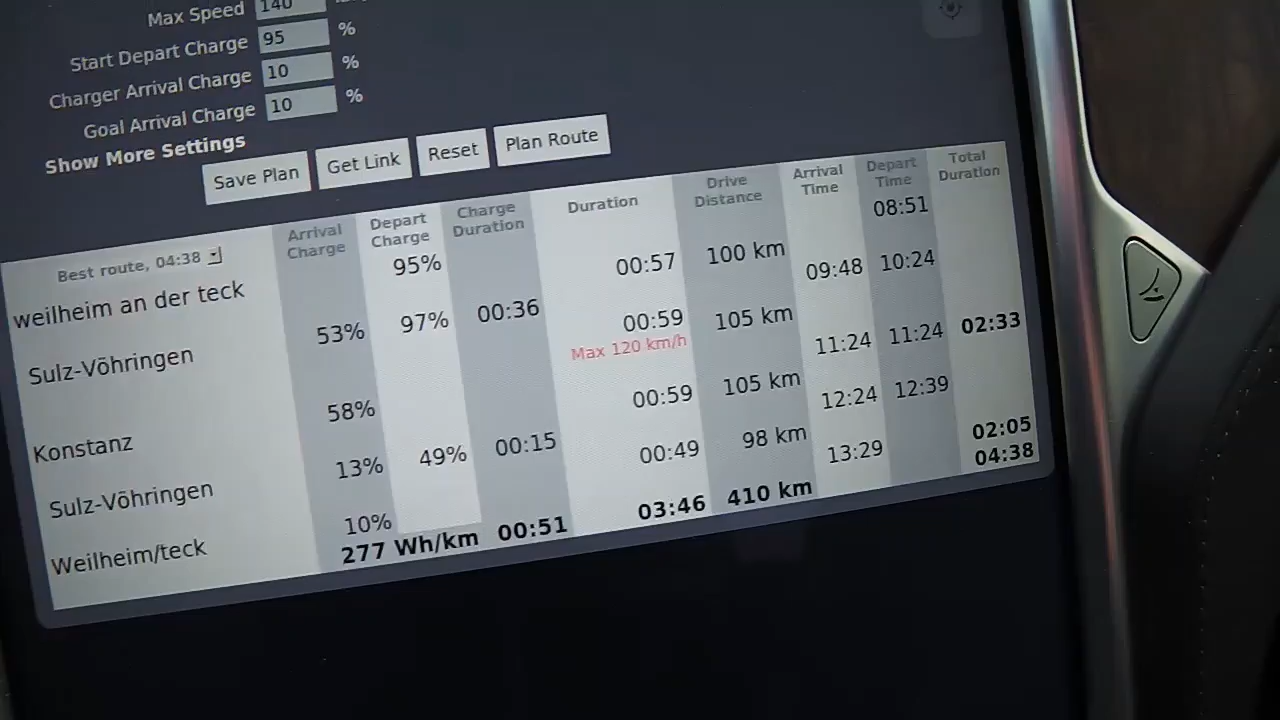 Max Speed 140
Start Depart Charge 95 %
Charger Arrival Charge 10 %
Goal Arrival Charge 10 %
Show More Settings
Save Plan Get Link Reset Plan Route
Best route, 04:38 Arrival Charge Depart Charge Charge Duration Duration Drive Distance Arrival Time Depart Time Total Duration
weilheim an der teck 95% 00:57 100 km 08:51
Sulz-Vöhringen 53% 97% 00:36 00:59 105 km 09:48 10:24
Max 120 km/h
Konstanz 58% 00:59 105 km 11:24 11:24 02:33
Sulz-Vöhringen 13% 49% 00:15 00:49 98 km 12:24 12:39
Weilheim/teck 10% 13:29 02:05
277 Wh/km 00:51 03:46 410 km 04:38